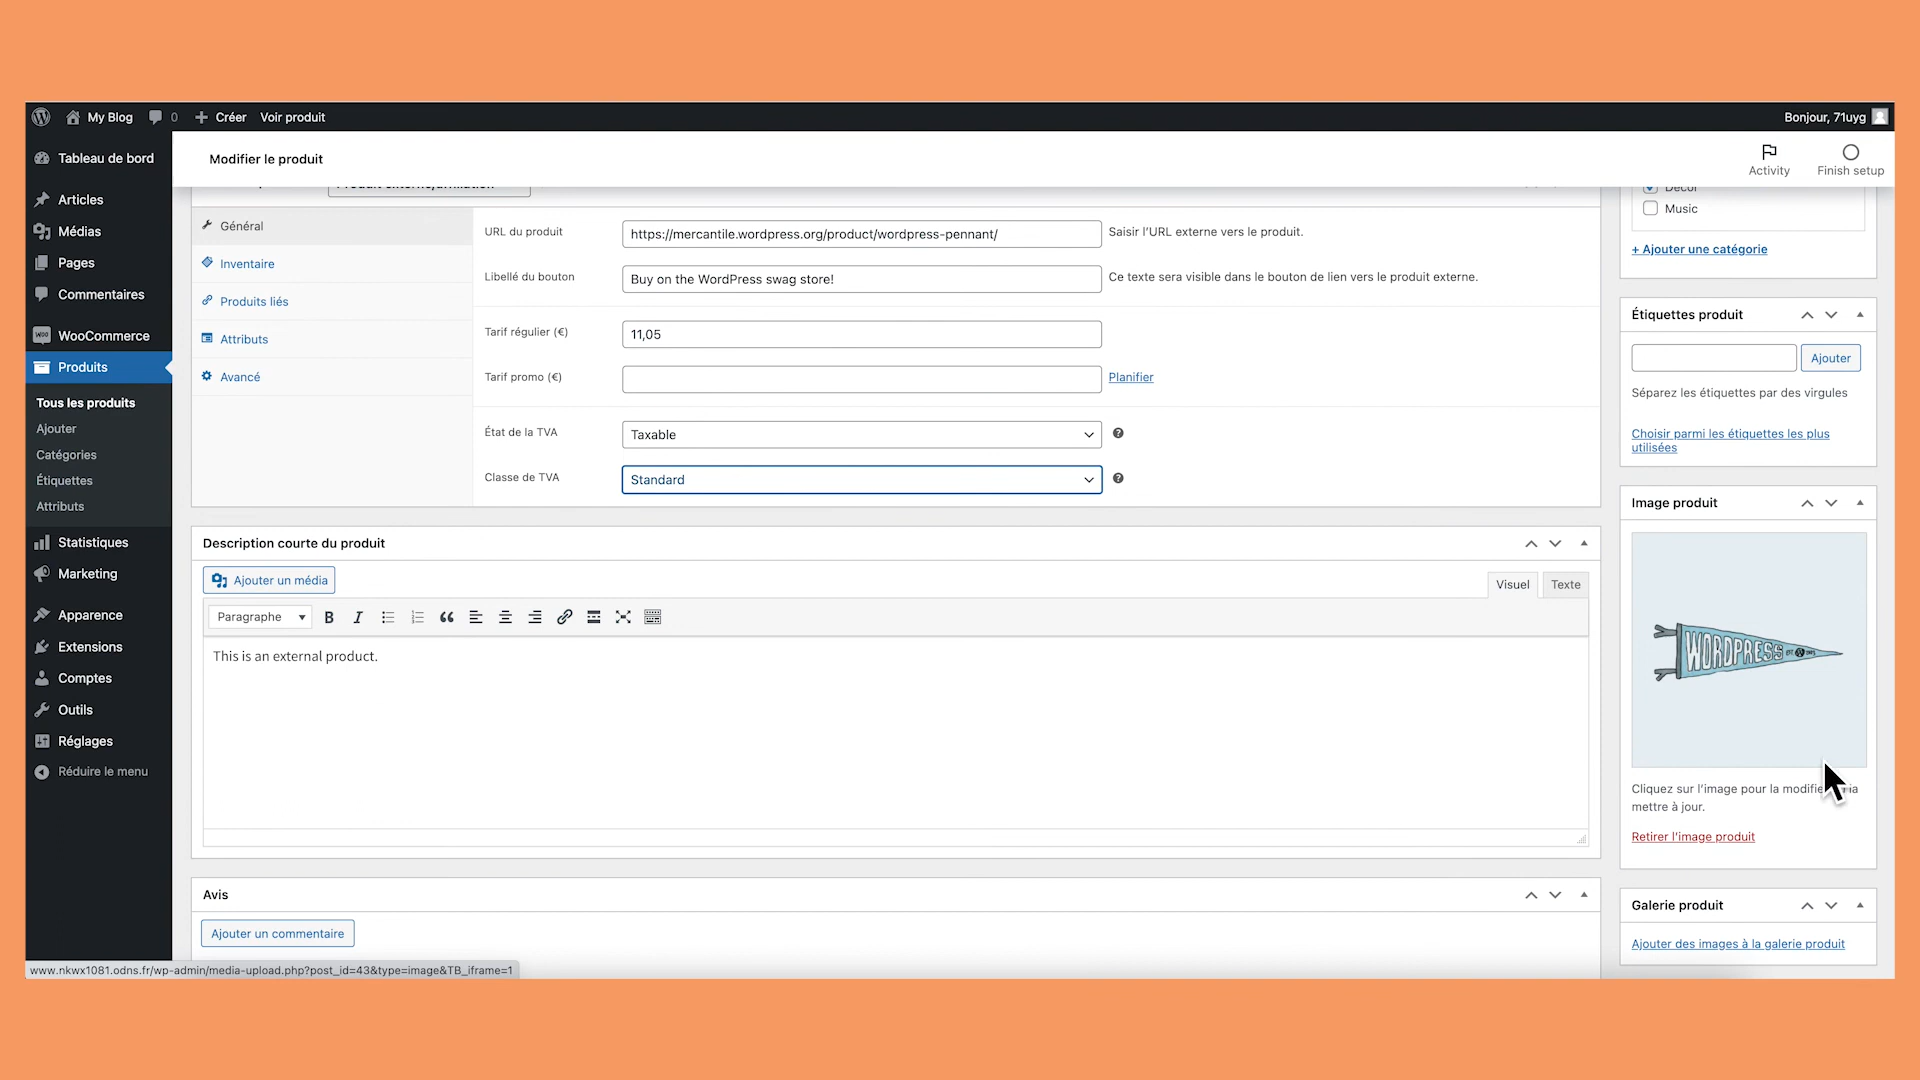 My Blog
0
Créer
Voir produit
Bonjour, 71uyg
Tableau de bord
Articles
Médias
Pages
Commentaires
WooCommerce
Produits
Tous les produits
Ajouter
Catégories
Étiquettes
Attributs
Statistiques
Marketing
Apparence
Extensions
Comptes
Outils
Réglages
Réduire le menu
Modifier le produit
Activity
Finish setup
Produit externe/affiliation
Général
Inventaire
Produits liés
Attributs
Avancé
URL du produit
https://mercantile.wordpress.org/product/wordpress-pennant/
Saisir l'URL externe vers le produit.
Libellé du bouton
Buy on the WordPress swag store!
Ce texte sera visible dans le bouton de lien vers le produit externe.
Tarif régulier (€)
11,05
Tarif promo (€)
Planifier
État de la TVA
Taxable
Classe de TVA
Standard
Description courte du produit
Ajouter un média
Visuel
Texte
Paragraphe
This is an external product.
Avis
Ajouter un commentaire
Decor
Music
+ Ajouter une catégorie
Étiquettes produit
Ajouter
Séparez les étiquettes par des virgules
Choisir parmi les étiquettes les plus
utilisées
Image produit
WORDPRESS
Cliquez sur l'image pour la modifie la
mettre à jour.
Retirer l'image produit
Galerie produit
Ajouter des images à la galerie produit
www.nkwx1081.odns.fr/wp-admin/media-upload.php?post_id=43&type=image&TB_iframe=1